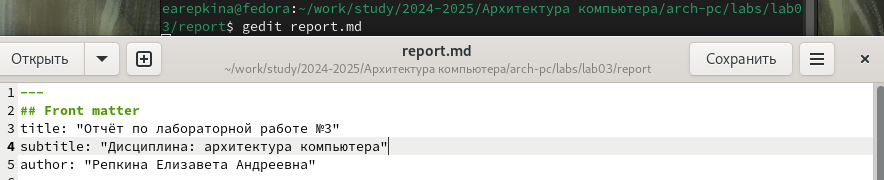 earepkina@fedora:~/work/study/2024-2025/Архитектура компьютера/arch-pc/labs/lab0
3/report$ gedit report.md
Открыть
report.md
~/work/study/2024-2025/Архитектура компьютера/arch-pc/labs/lab03/report
Сохранить
1 ---
2 ## Front matter
3 title: "Отчёт по лабораторной работе №3"
4 subtitle: "Дисциплина: архитектура компьютера"
5 author: "Репкина Елизавета Андреевна"